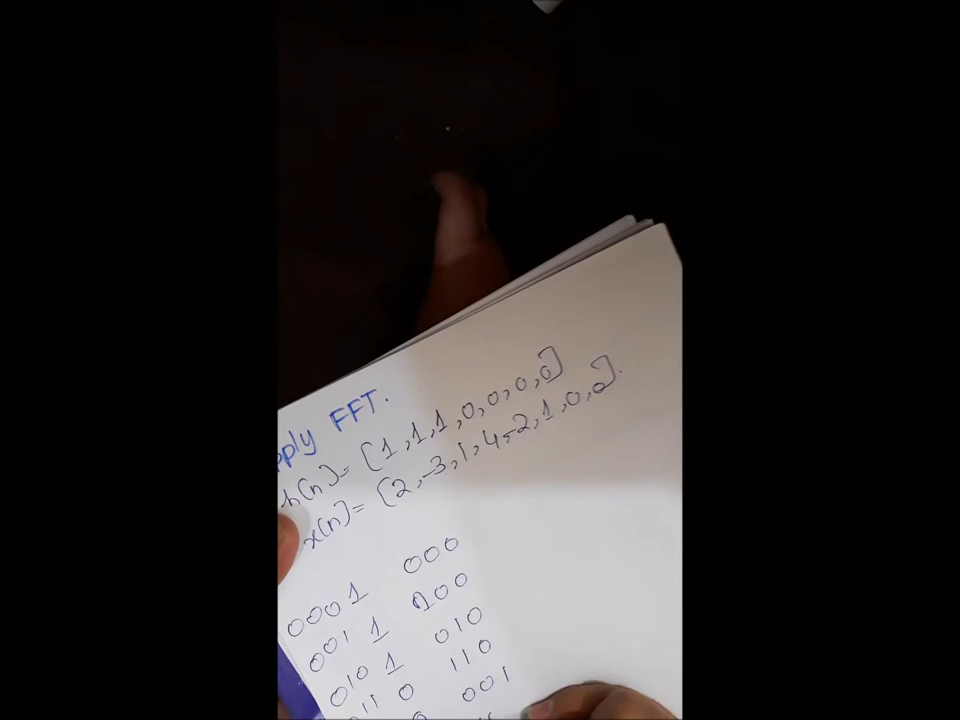 pply FFT.
h(n) = [1,1,1,0,0,0,0]
x(n) = [2,-3,1,4,-2,1,0,0].
000 1 000
001 1 100
010 1 010
011 0 110
001